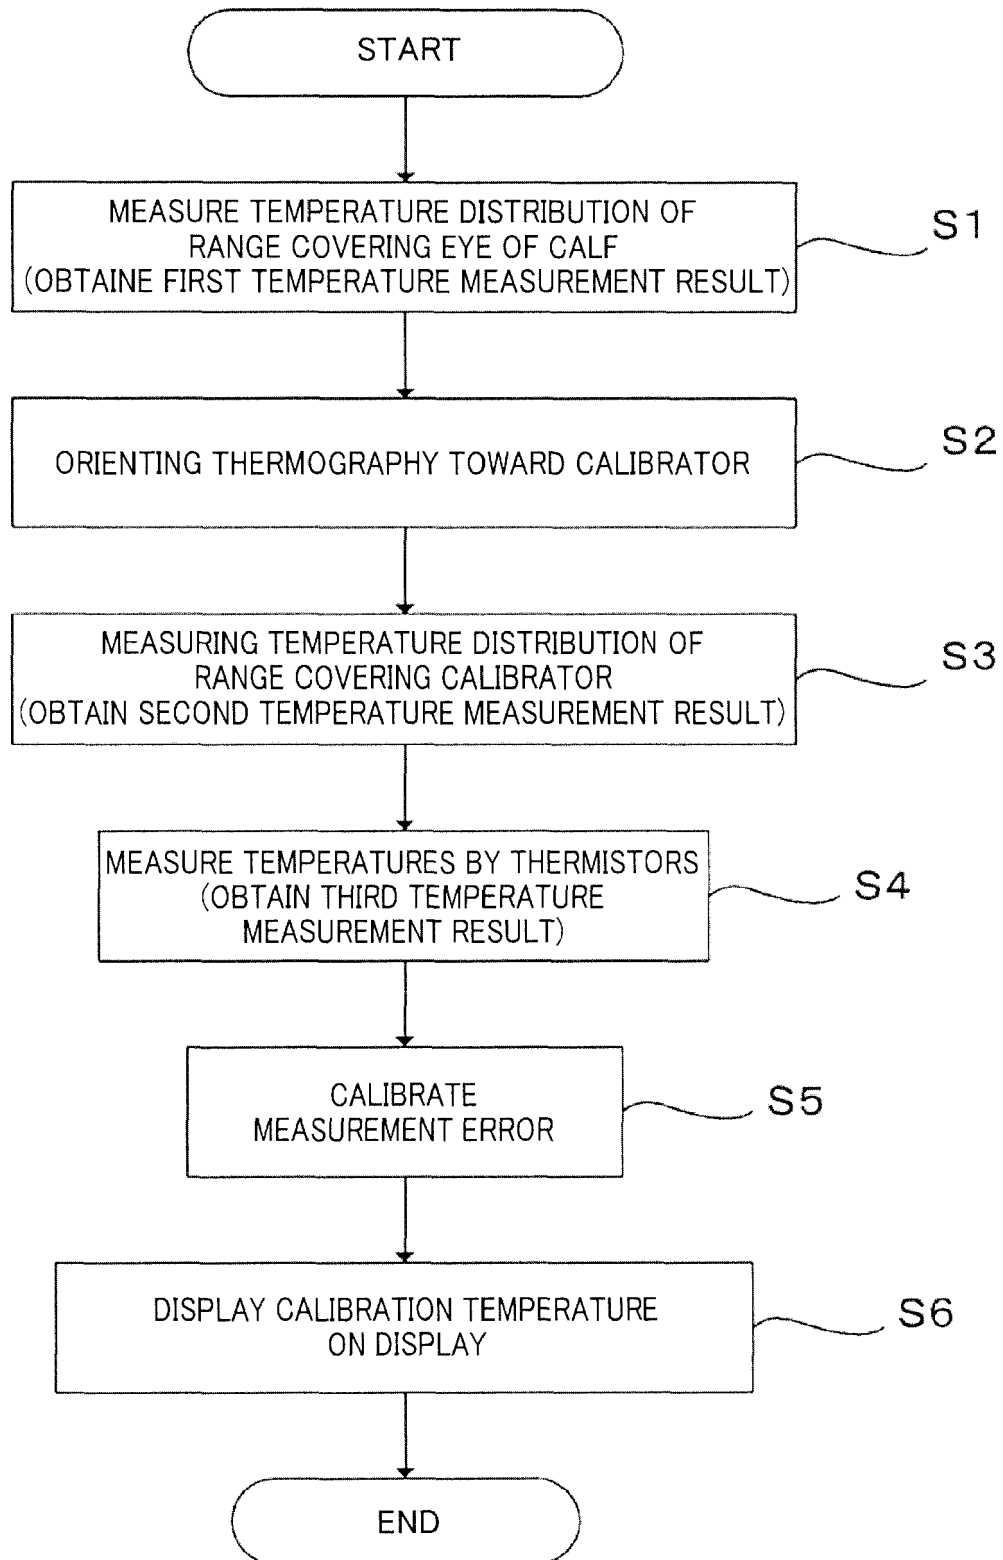 START
MEASURE TEMPERATURE DISTRIBUTION OF
RANGE COVERING EYE OF CALF
(OBTAINE FIRST TEMPERATURE MEASUREMENT RESULT)
S1
ORIENTING THERMOGRAPHY TOWARD CALIBRATOR
S2
MEASURING TEMPERATURE DISTRIBUTION OF
RANGE COVERING CALIBRATOR
(OBTAIN SECOND TEMPERATURE MEASUREMENT RESULT)
S3
MEASURE TEMPERATURES BY THERMISTORS
(OBTAIN THIRD TEMPERATURE
MEASUREMENT RESULT)
S4
CALIBRATE
MEASUREMENT ERROR
S5
DISPLAY CALIBRATION TEMPERATURE
ON DISPLAY
S6
END